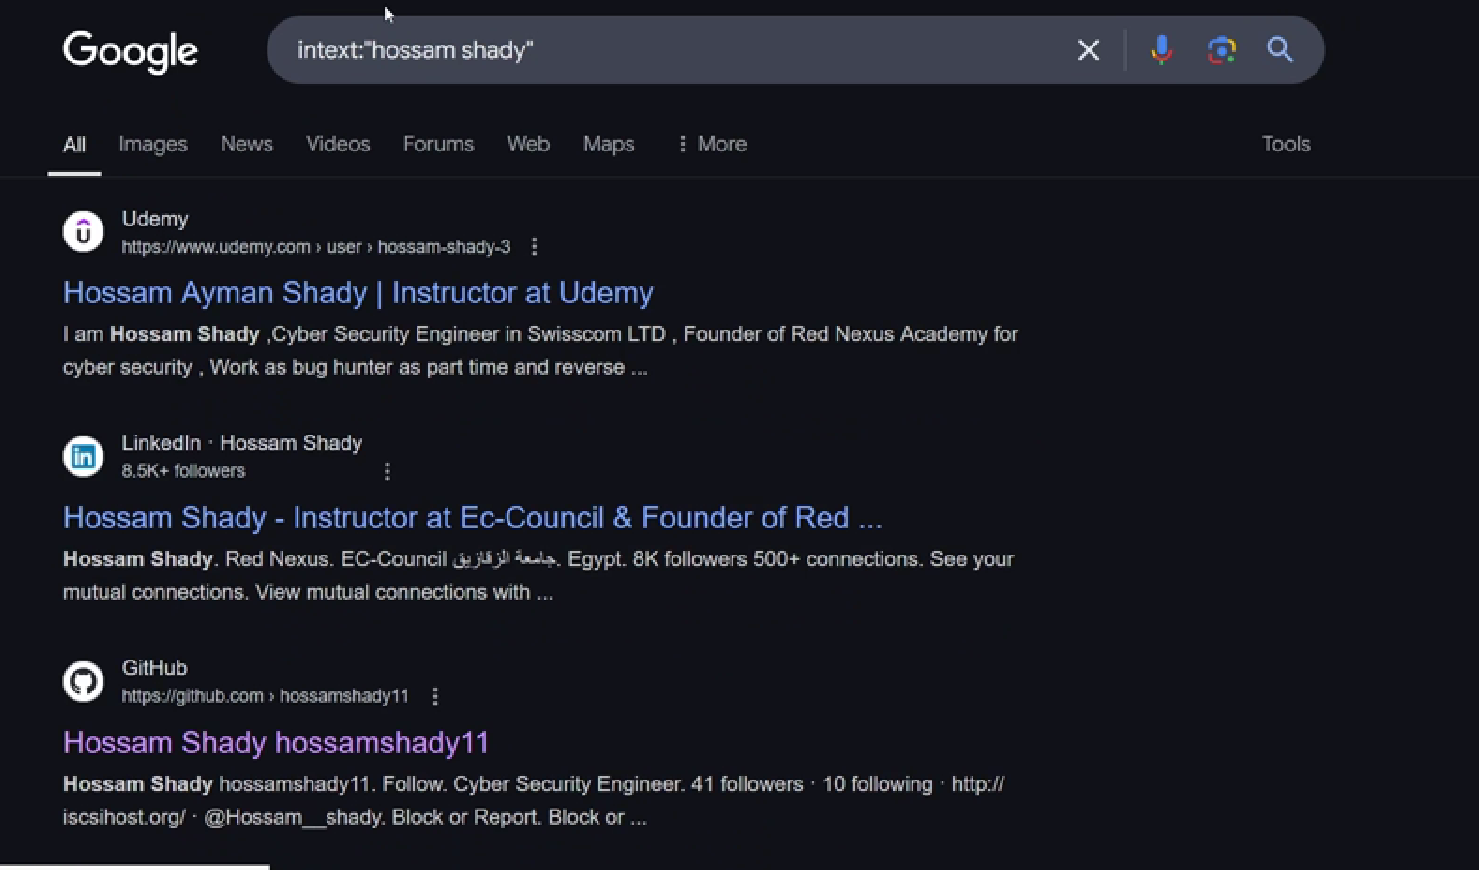 Google
intext:"hossam shady"
All Images News Videos Forums Web Maps More Tools
Udemy
https://www.udemy.com › user › hossam-shady-3
Hossam Ayman Shady | Instructor at Udemy
I am Hossam Shady ,Cyber Security Engineer in Swisscom LTD , Founder of Red Nexus Academy for
cyber security , Work as bug hunter as part time and reverse ...
LinkedIn · Hossam Shady
8.5K+ followers
Hossam Shady - Instructor at Ec-Council & Founder of Red ...
Hossam Shady. Red Nexus. EC-Council جامعة الزقازيق. Egypt. 8K followers 500+ connections. See your
mutual connections. View mutual connections with ...
GitHub
https://github.com › hossamshady11
Hossam Shady hossamshady11
Hossam Shady hossamshady11. Follow. Cyber Security Engineer. 41 followers · 10 following · http://
iscsihost.org/ · @Hossam__shady. Block or Report. Block or ...